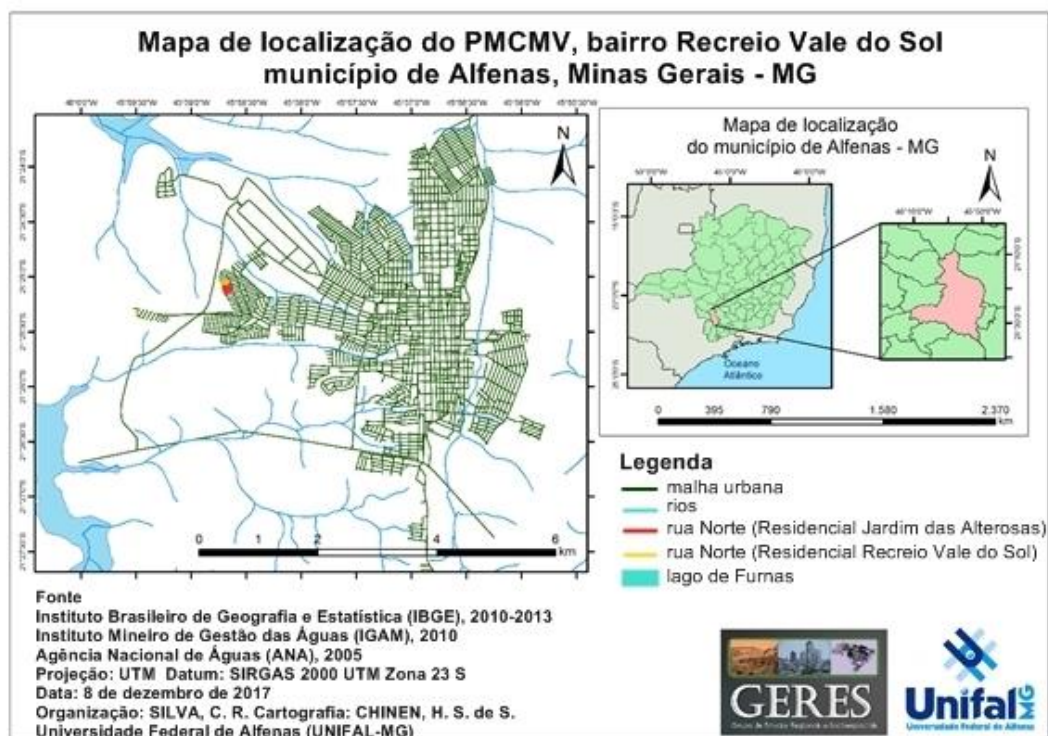 Mapa de localização do PMCMV, bairro Recreio Vale do Sol
município de Alfenas, Minas Gerais - MG
N
0 1 2 4 6
km
Mapa de localização
do município de Alfenas - MG
N
Oceano
Atlântico
0 395 790 1.580 2.370
km
Legenda
malha urbana
rios
rua Norte (Residencial Jardim das Alterosas)
rua Norte (Residencial Recreio Vale do Sol)
lago de Furnas
Fonte
Instituto Brasileiro de Geografia e Estatística (IBGE), 2010-2013
Instituto Mineiro de Gestão das Águas (IGAM), 2010
Agência Nacional de Águas (ANA), 2005
Projeção: UTM Datum: SIRGAS 2000 UTM Zona 23 S
Data: 8 de dezembro de 2017
Organização: SILVA, C. R. Cartografia: CHINEN, H. S. de S.
Universidade Federal de Alfenas (UNIFAL-MG)
GERES
Unifal MG
Universidade Federal de Alfenas